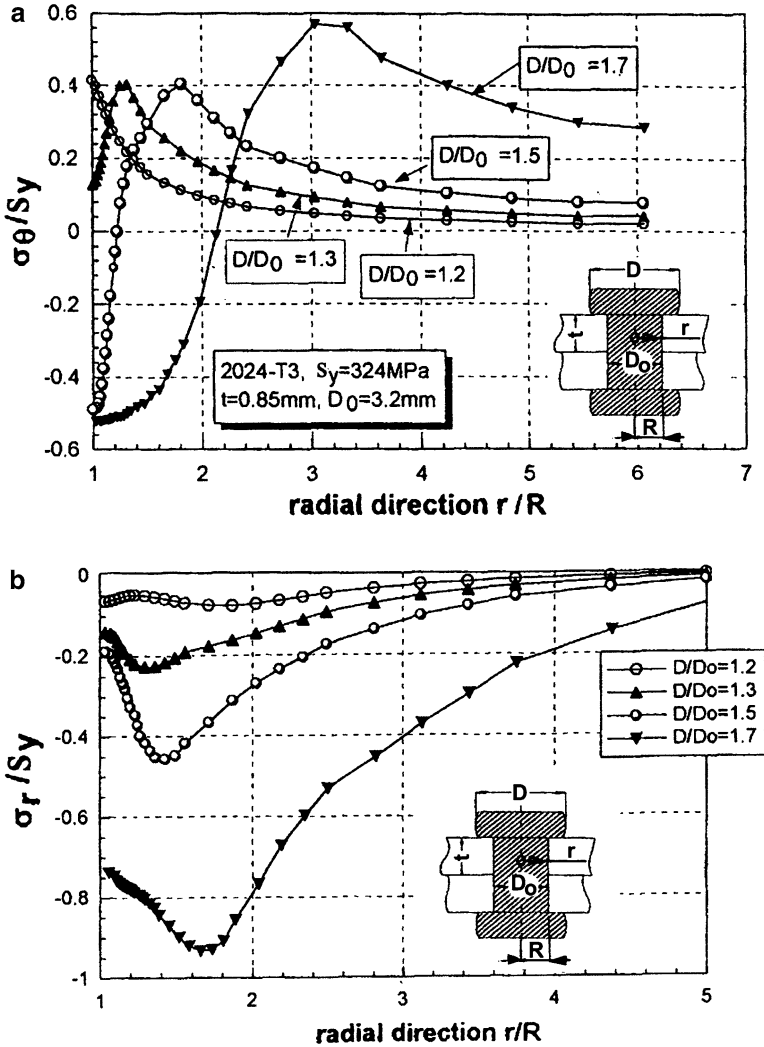 a
0.6
0.4
0.2
0
-0.2
-0.4
-0.6
σθ/Sy
D/D0 =1.7
D/D0 =1.5
D/D0 =1.3
D/D0 =1.2
2024-T3, Sy=324MPa
t=0.85mm, D0=3.2mm
D
t
r
Do
R
1 2 3 4 5 6 7
radial direction r/R
b
0
-0.2
-0.4
-0.6
-0.8
-1
σr/Sy
D/Do=1.2
D/Do=1.3
D/Do=1.5
D/Do=1.7
D
t
r
Do
R
1 2 3 4 5
radial direction r/R